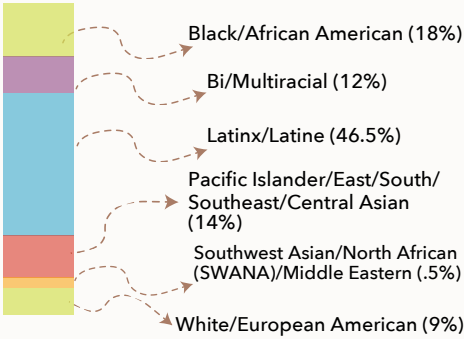 Black/African American (18%)
Bi/Multiracial (12%)
Latinx/Latine (46.5%)
Pacific Islander/East/South/
Southeast/Central Asian
(14%)
Southwest Asian/North African
(SWANA)/Middle Eastern (.5%)
White/European American (9%)